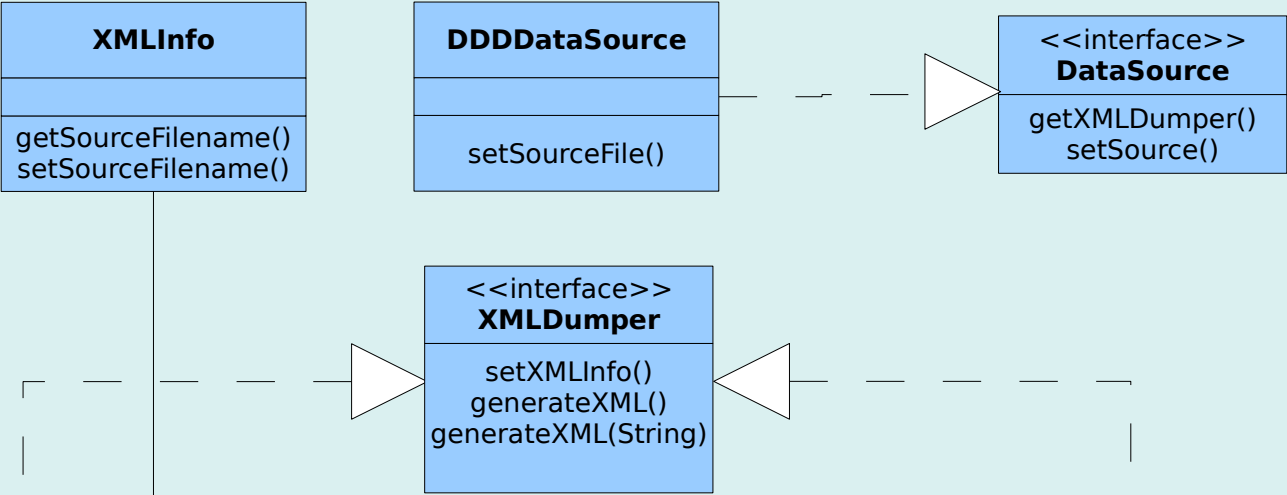 XMLInfo
getSourceFilename()
setSourceFilename()
DDDDataSource
setSourceFile()
<<interface>>
DataSource
getXMLDumper()
setSource()
<<interface>>
XMLDumper
setXMLInfo()
generateXML()
generateXML(String)